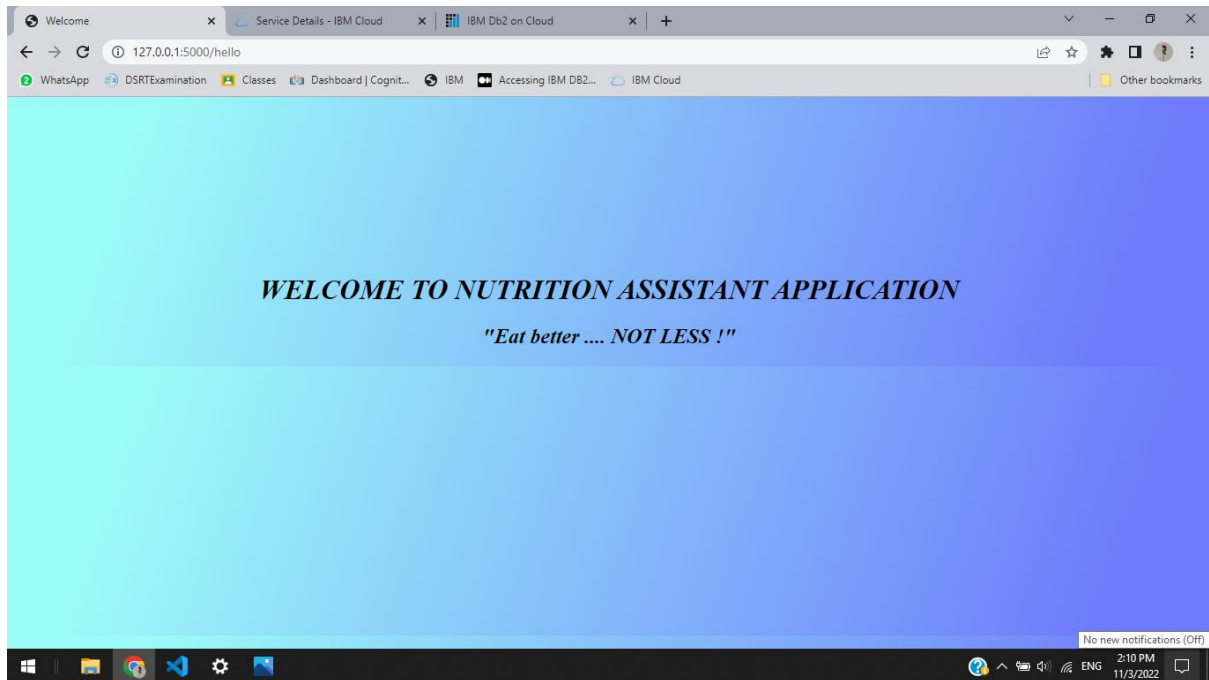 Welcome
Service Details - IBM Cloud
IBM Db2 on Cloud
127.0.0.1:5000/hello
WhatsApp
DSRTExamination
Classes
Dashboard | Cognit...
IBM
Accessing IBM DB2...
IBM Cloud
Other bookmarks
WELCOME TO NUTRITION ASSISTANT APPLICATION
"Eat better .... NOT LESS !"
No new notifications (Off)
ENG
2:10 PM
11/3/2022